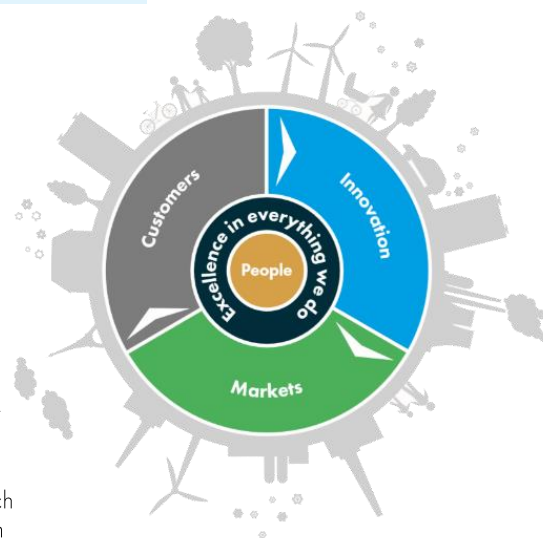 Customers
Innovation
Excellence in everything we do
People
Markets